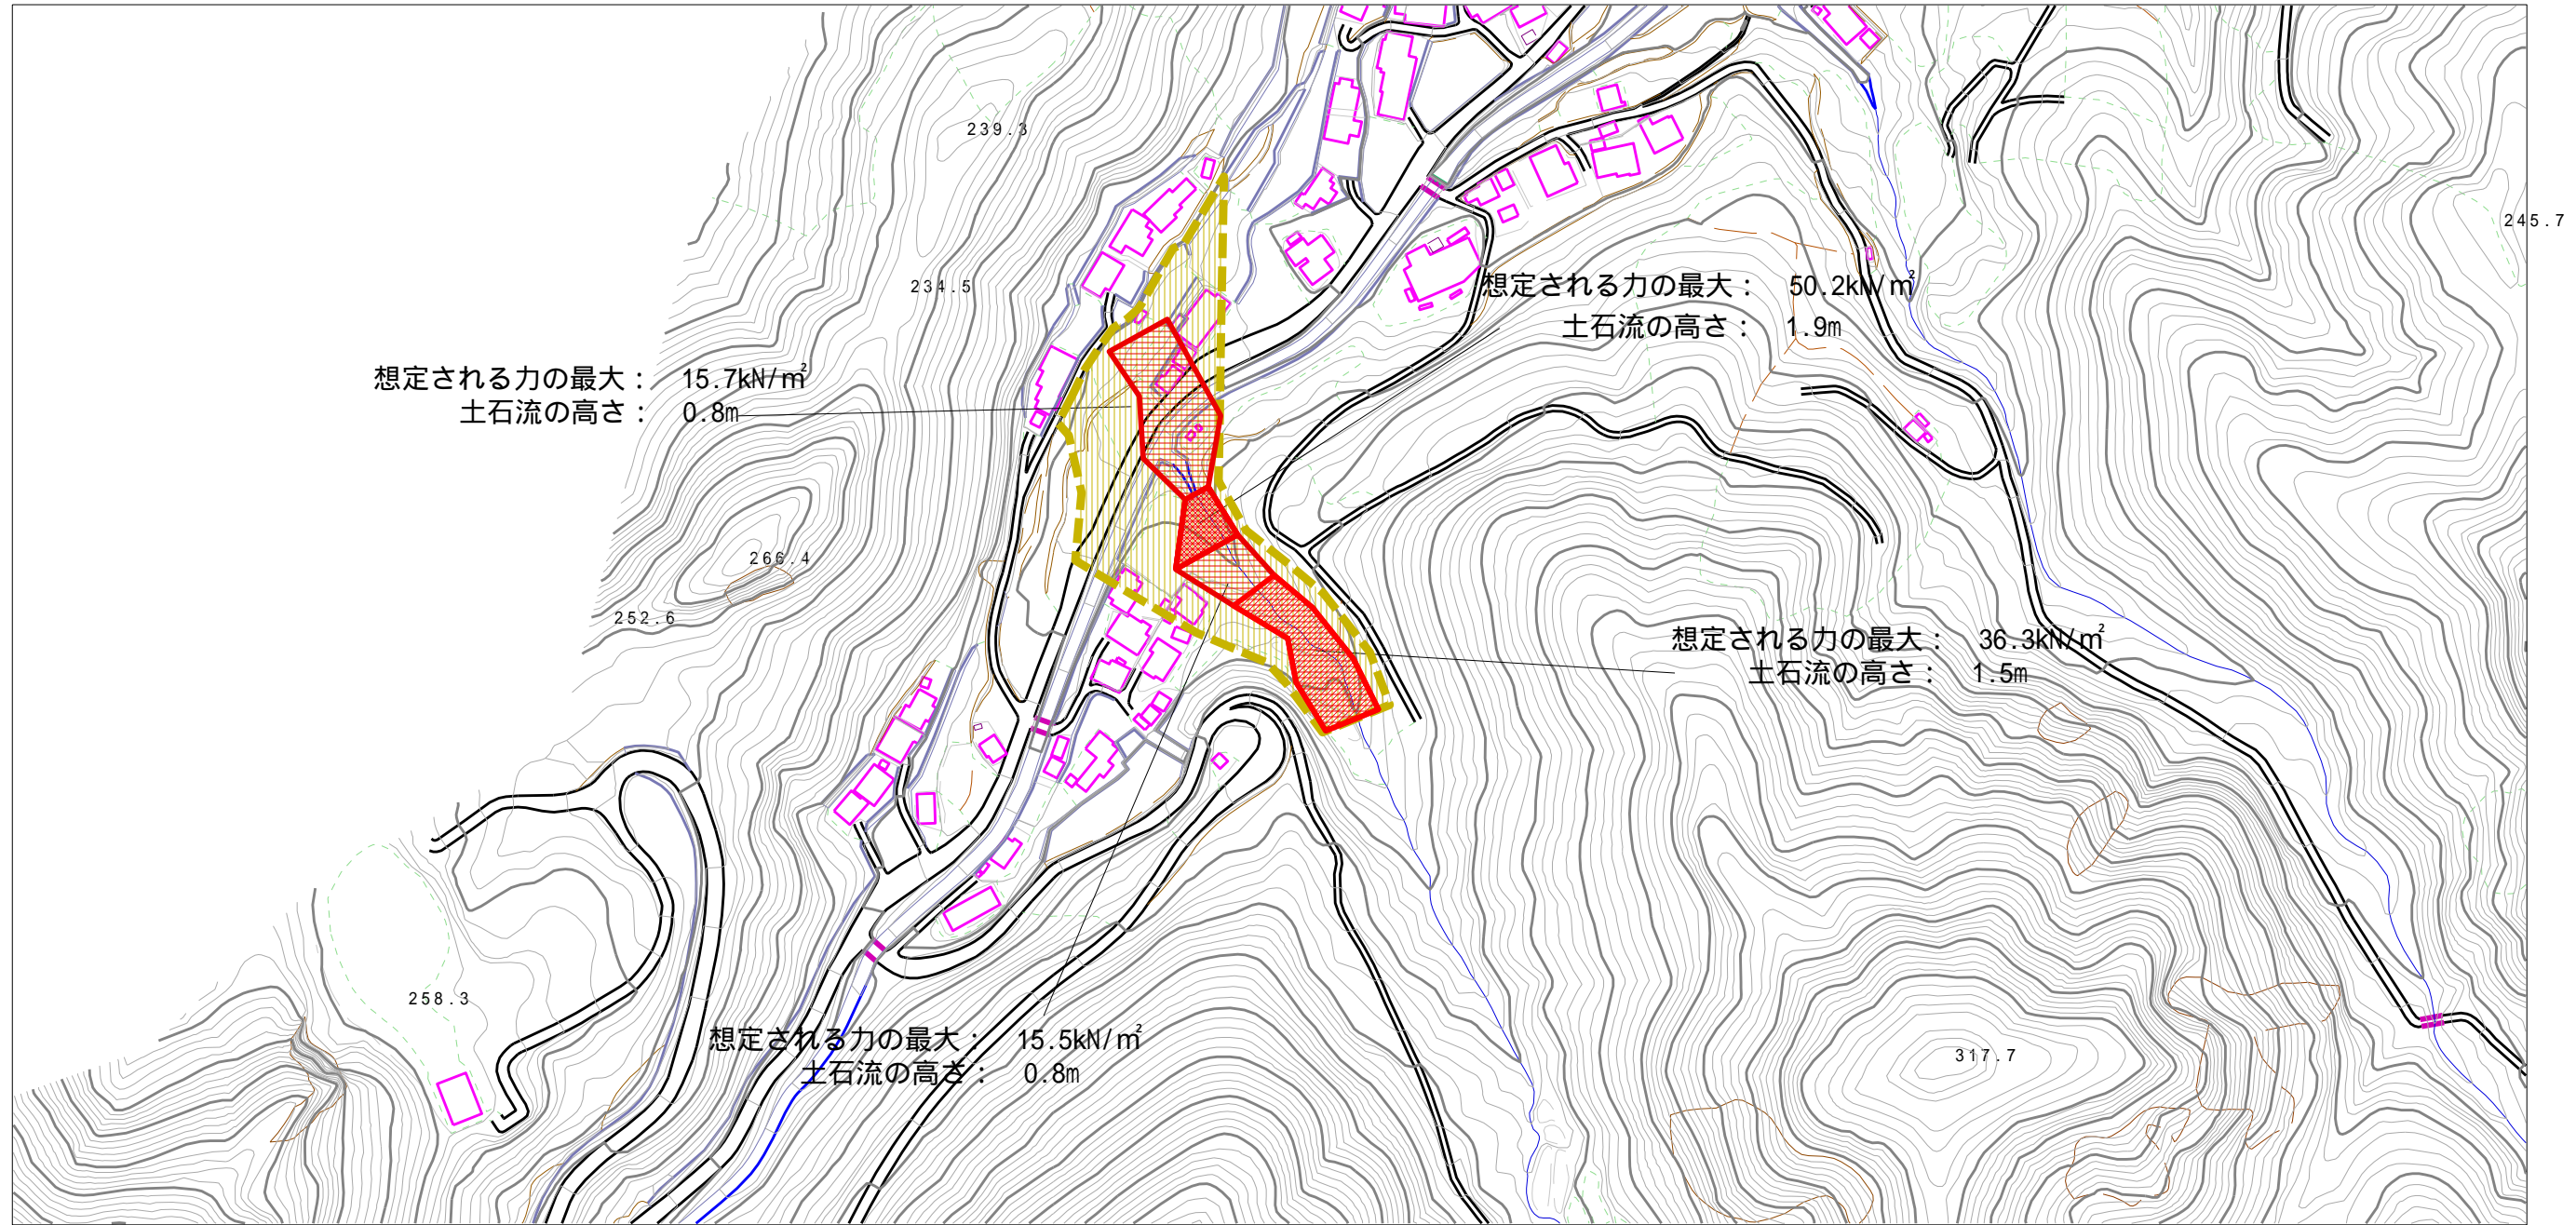 239.3
245.7
234.5
想定される力の最大： 50.2kN/㎡
土石流の高さ： 1.9m
想定される力の最大： 15.7kN/㎡
土石流の高さ： 0.8m
266.4
252.6
想定される力の最大： 36.3kN/㎡
土石流の高さ： 1.5m
258.3
想定される力の最大： 15.5kN/㎡
土石流の高さ： 0.8m
317.7